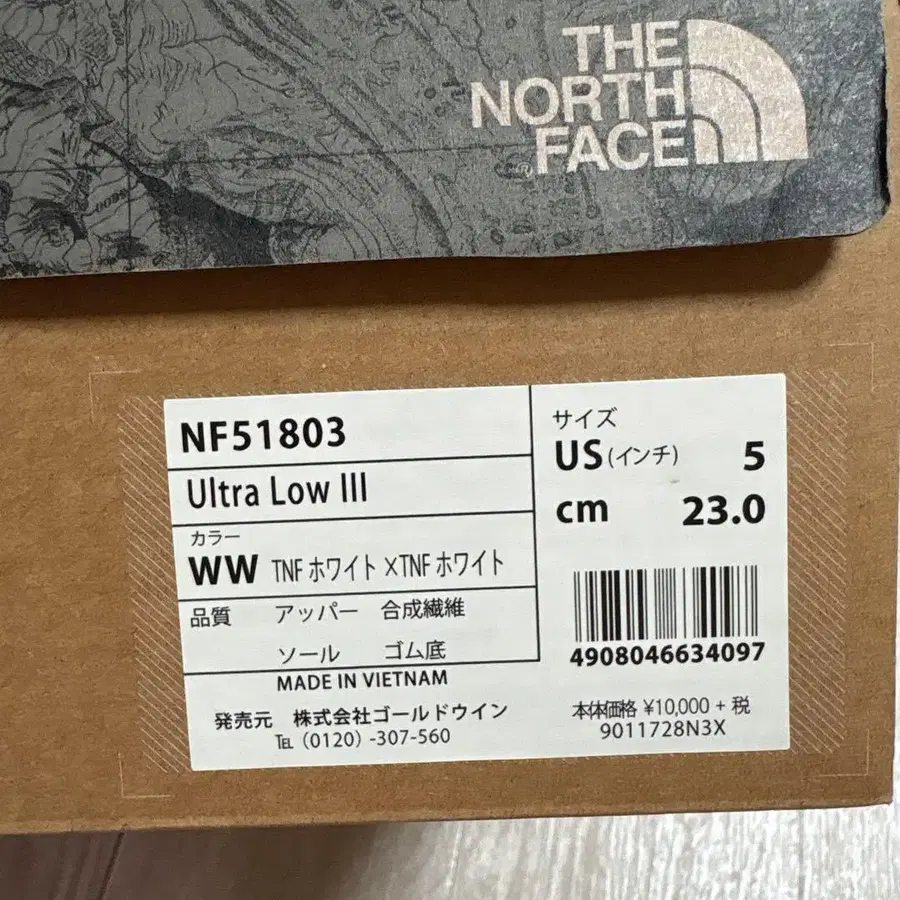 THE
NORTH
FACE
®
NF51803
Ultra Low III
カラー
WW TNF ホワイト ×TNF ホワイト
品質 アッパー 合成繊維
ソール ゴム底
MADE IN VIETNAM
発売元 株式会社ゴールドウイン
℡ (0120) -307-560
サイズ
US (インチ) 5
cm 23.0
4908046634097
本体価格 ¥10,000 + 税
9011728N3X